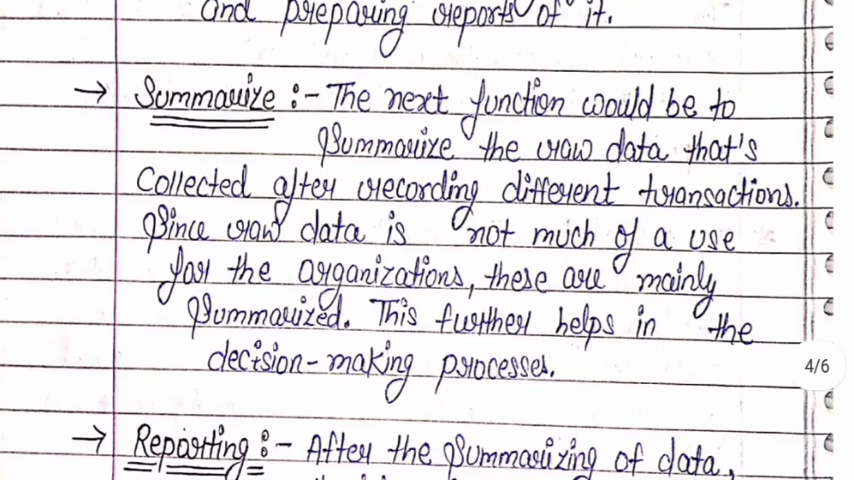 and preparing reports of it.
→ Summarize :- The next function would be to
Summarize the raw data that's
Collected after recording different transactions.
Since raw data is not much of a use
for the organizations, these are mainly
Summarized. This further helps in the
decision-making processes.
4/6
→ Reporting :- After the Summarizing of data,